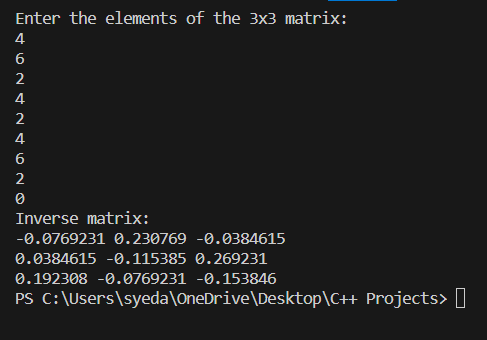 Enter the elements of the 3x3 matrix:
4
6
2
4
2
4
6
2
0
Inverse matrix:
-0.0769231 0.230769 -0.0384615
0.0384615 -0.115385 0.269231
0.192308 -0.0769231 -0.153846
PS C:\Users\syeda\OneDrive\Desktop\C++ Projects>